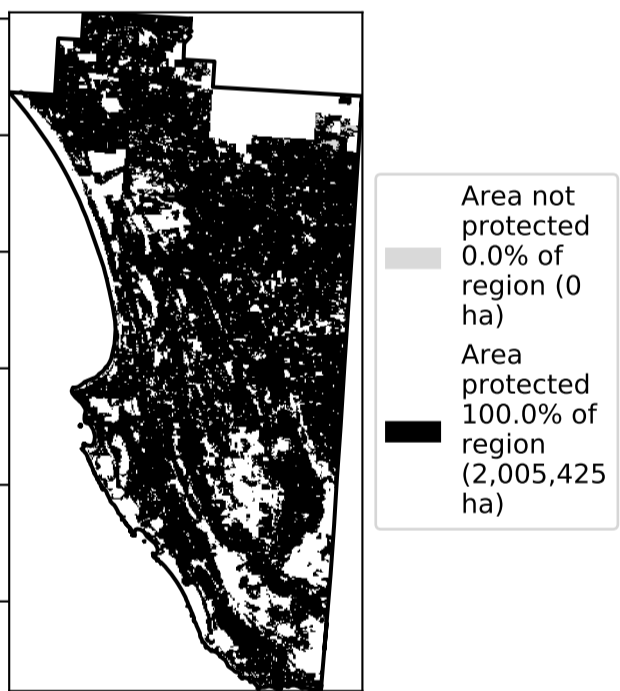 Area not
protected
0.0% of
region (0
ha)
Area
protected
100.0% of
region
(2,005,425
ha)